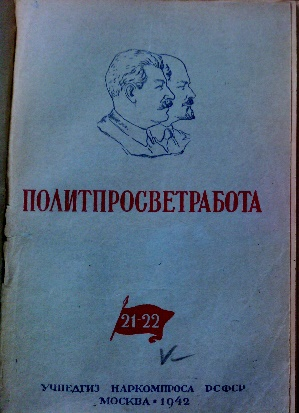 ПОЛИТПРОСВЕТРАБОТА
21-22
УЧПЕДГИЗ НАРКОМПРОСА РСФСР
МОСКВА • 1942